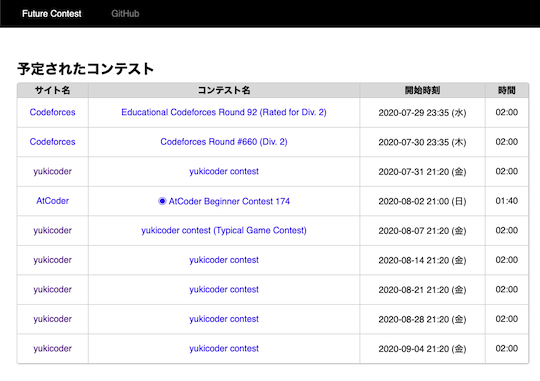 Future Contest GitHub
予定されたコンテスト
サイト名 コンテスト名 開始時刻 時間
Codeforces Educational Codeforces Round 92 (Rated for Div. 2) 2020-07-29 23:35 (水) 02:00
Codeforces Codeforces Round #660 (Div. 2) 2020-07-30 23:35 (木) 02:00
yukicoder yukicoder contest 2020-07-31 21:20 (金) 02:00
AtCoder ◉ AtCoder Beginner Contest 174 2020-08-02 21:00 (日) 01:40
yukicoder yukicoder contest (Typical Game Contest) 2020-08-07 21:20 (金) 02:00
yukicoder yukicoder contest 2020-08-14 21:20 (金) 02:00
yukicoder yukicoder contest 2020-08-21 21:20 (金) 02:00
yukicoder yukicoder contest 2020-08-28 21:20 (金) 02:00
yukicoder yukicoder contest 2020-09-04 21:20 (金) 02:00